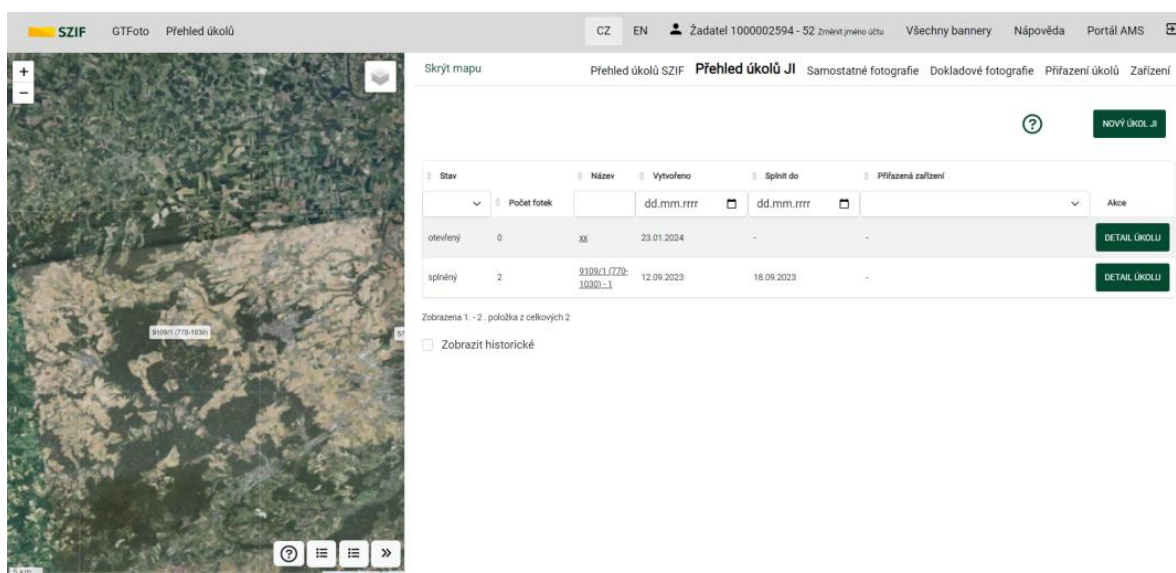 SZIF GTFoto Přehled úkolů CZ EN Žadatel 1000002594 - 52 Změnit jméno účtu Všechny bannery Nápověda Portál AMS
+
−
Skrýt mapu Přehled úkolů SZIF Přehled úkolů JI Samostatné fotografie Dokladové fotografie Přiřazení úkolů Zařízení
? NOVÝ ÚKOL JI
Stav Název Vytvořeno Splnit do Přiřazená zařízení
Počet fotek dd.mm.rrrr dd.mm.rrrr Akce
otevřený 0 xx 23.01.2024 - - DETAIL ÚKOLU
splněný 2 9109/1 (770-
1030) - 1 12.09.2023 18.09.2023 - DETAIL ÚKOLU
Zobrazena 1. - 2 . položka z celkových 2
9109/1 (770-1030) 57
Zobrazit historické
?
5 km